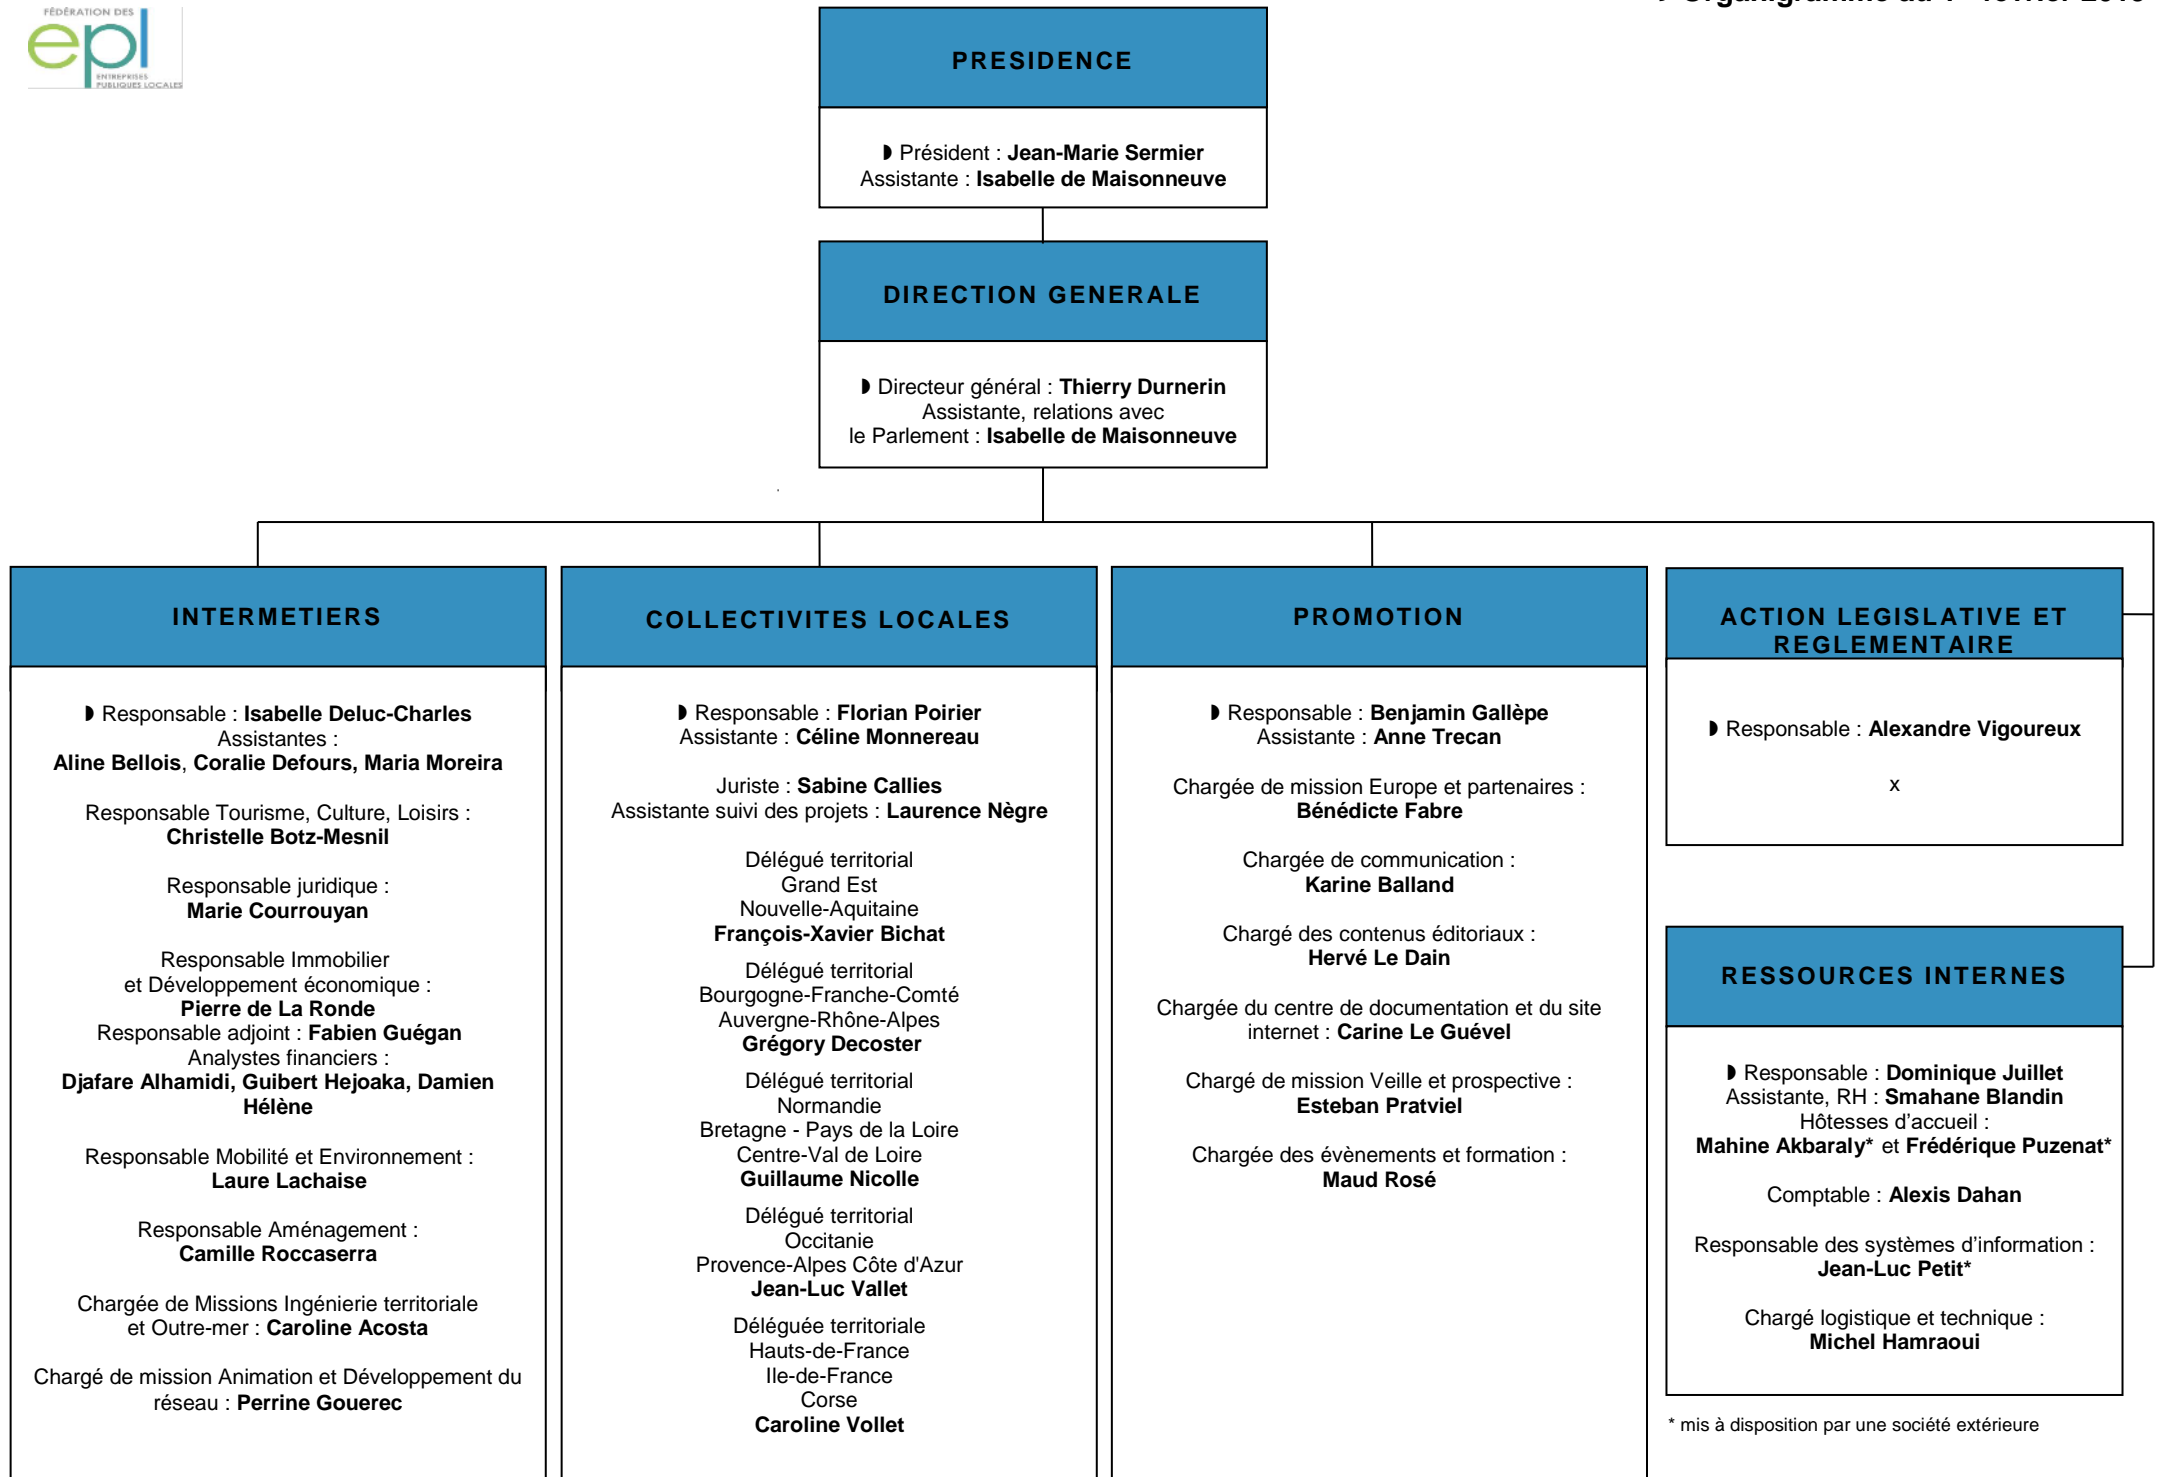 FÉDÉRATION DES
epl
ENTREPRISES
PUBLIQUES LOCALES
PRESIDENCE
◗ Président : Jean-Marie Sermier
Assistante : Isabelle de Maisonneuve
DIRECTION GENERALE
◗ Directeur général : Thierry Durnerin
Assistante, relations avec
le Parlement : Isabelle de Maisonneuve
INTERMETIERS
◗ Responsable : Isabelle Deluc-Charles
Assistantes :
Aline Bellois, Coralie Defours, Maria Moreira
Responsable Tourisme, Culture, Loisirs :
Christelle Botz-Mesnil
Responsable juridique :
Marie Courrouyan
Responsable Immobilier
et Développement économique :
Pierre de La Ronde
Responsable adjoint : Fabien Guégan
Analystes financiers :
Djafare Alhamidi, Guibert Hejoaka, Damien
Hélène
Responsable Mobilité et Environnement :
Laure Lachaise
Responsable Aménagement :
Camille Roccaserra
Chargée de Missions Ingénierie territoriale
et Outre-mer : Caroline Acosta
Chargé de mission Animation et Développement du
réseau : Perrine Gouerec
COLLECTIVITES LOCALES
◗ Responsable : Florian Poirier
Assistante : Céline Monnereau
Juriste : Sabine Callies
Assistante suivi des projets : Laurence Nègre
Délégué territorial
Grand Est
Nouvelle-Aquitaine
François-Xavier Bichat
Délégué territorial
Bourgogne-Franche-Comté
Auvergne-Rhône-Alpes
Grégory Decoster
Délégué territorial
Normandie
Bretagne - Pays de la Loire
Centre-Val de Loire
Guillaume Nicolle
Délégué territorial
Occitanie
Provence-Alpes Côte d'Azur
Jean-Luc Vallet
Déléguée territoriale
Hauts-de-France
Ile-de-France
Corse
Caroline Vollet
PROMOTION
◗ Responsable : Benjamin Gallèpe
Assistante : Anne Trecan
Chargée de mission Europe et partenaires :
Bénédicte Fabre
Chargée de communication :
Karine Balland
Chargé des contenus éditoriaux :
Hervé Le Dain
Chargée du centre de documentation et du site
internet : Carine Le Guével
Chargé de mission Veille et prospective :
Esteban Pratviel
Chargée des évènements et formation :
Maud Rosé
ACTION LEGISLATIVE ET
REGLEMENTAIRE
◗ Responsable : Alexandre Vigoureux
x
RESSOURCES INTERNES
◗ Responsable : Dominique Juillet
Assistante, RH : Smahane Blandin
Hôtesses d’accueil :
Mahine Akbaraly* et Frédérique Puzenat*
Comptable : Alexis Dahan
Responsable des systèmes d’information :
Jean-Luc Petit*
Chargé logistique et technique :
Michel Hamraoui
* mis à disposition par une société extérieure